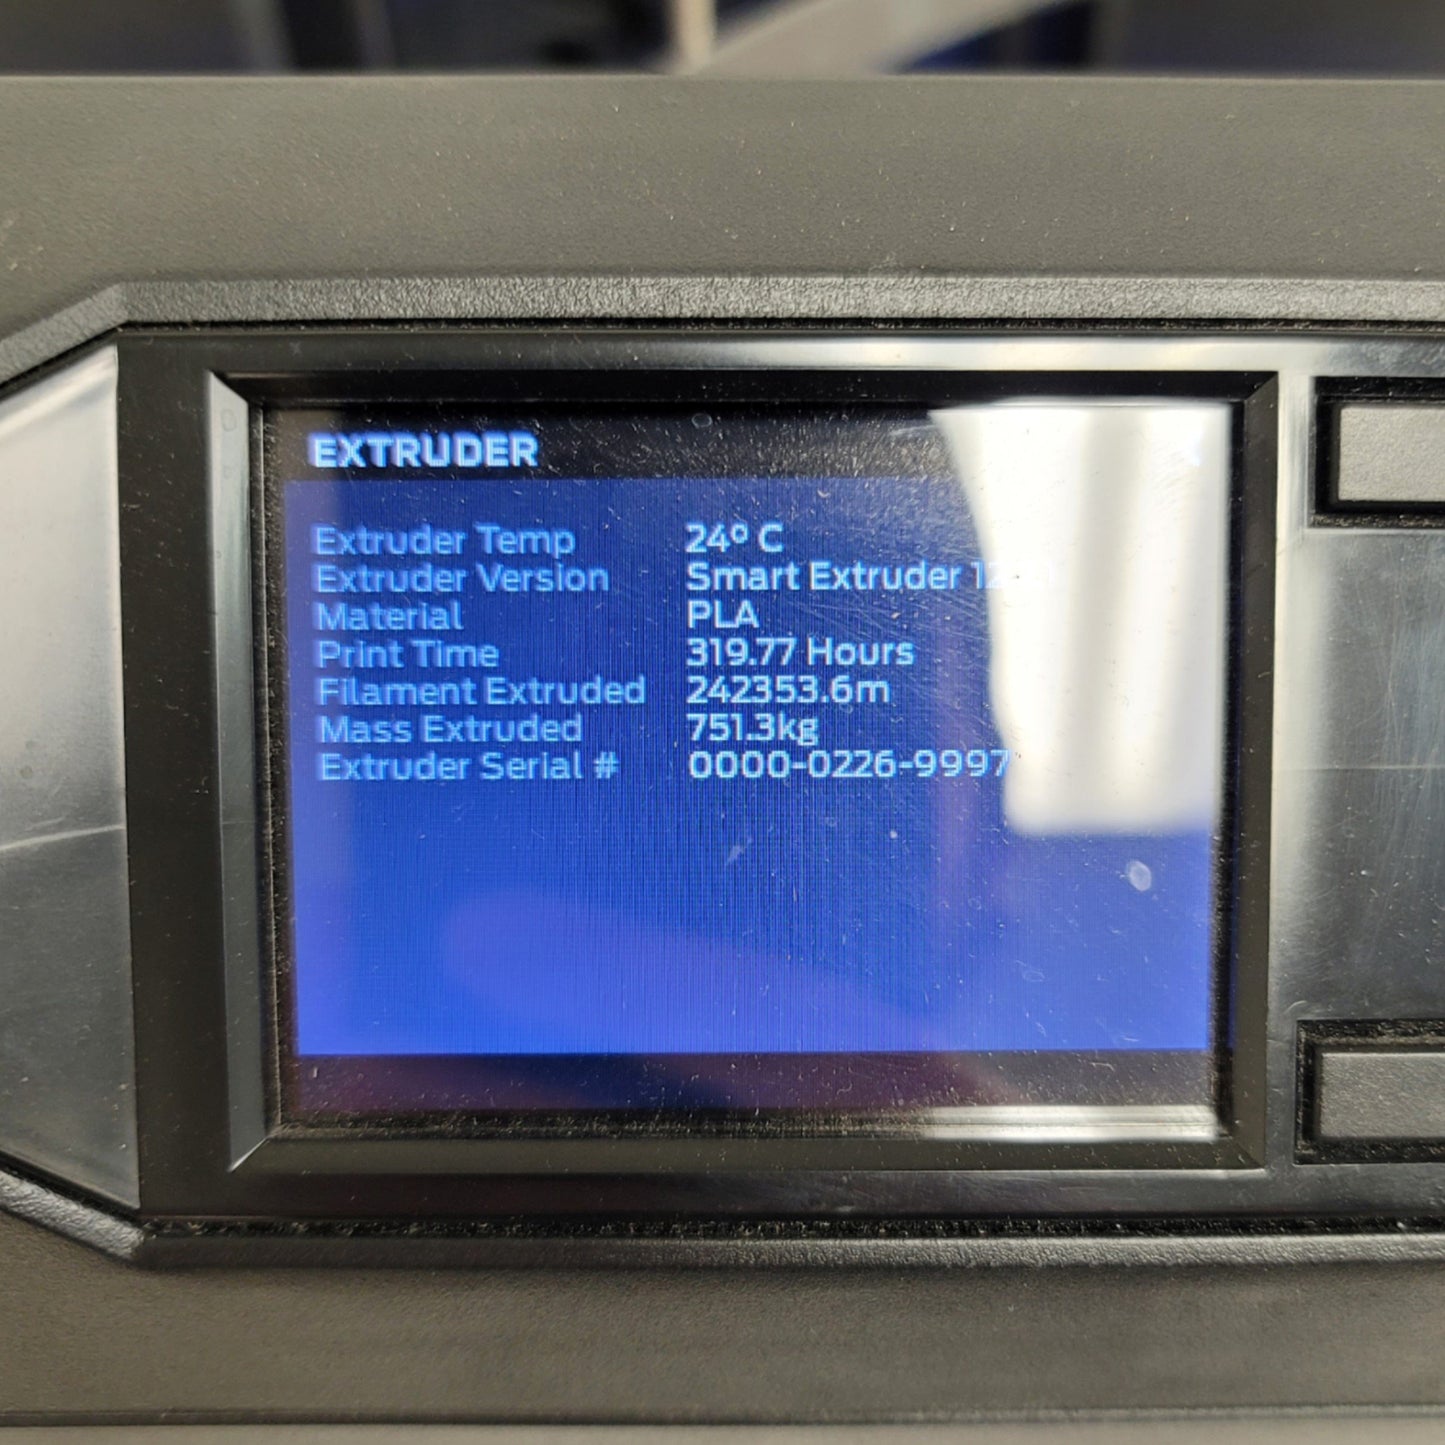 EXTRUDER
Extruder Temp 24º C
Extruder Version Smart Extruder
Material PLA
Print Time 319.77 Hours
Filament Extruded 242353.6m
Mass Extruded 751.3kg
Extruder Serial # 0000-0226-9997